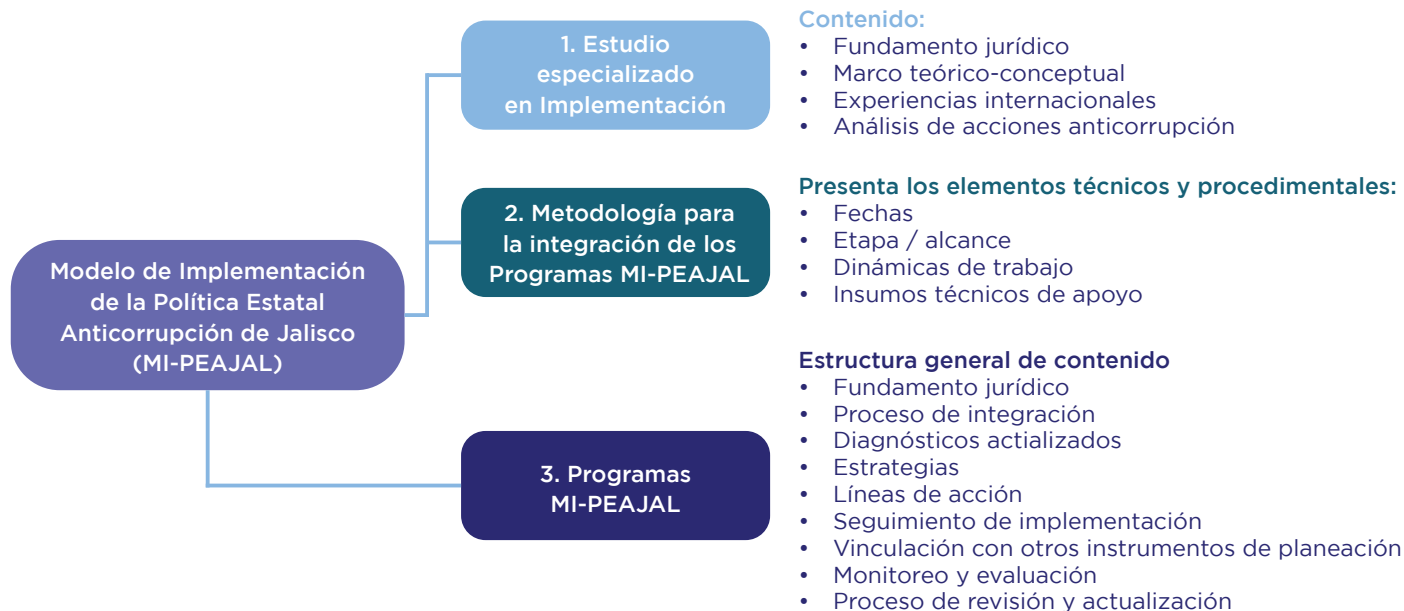 Modelo de Implementación
de la Política Estatal
Anticorrupción de Jalisco
(MI-PEAJAL)
1. Estudio
especializado
en Implementación
Contenido:
• Fundamento jurídico
• Marco teórico-conceptual
• Experiencias internacionales
• Análisis de acciones anticorrupción
2. Metodología para
la integración de los
Programas MI-PEAJAL
Presenta los elementos técnicos y procedimentales:
• Fechas
• Etapa / alcance
• Dinámicas de trabajo
• Insumos técnicos de apoyo
3. Programas
MI-PEAJAL
Estructura general de contenido
• Fundamento jurídico
• Proceso de integración
• Diagnósticos actializados
• Estrategias
• Líneas de acción
• Seguimiento de implementación
• Vinculación con otros instrumentos de planeación
• Monitoreo y evaluación
• Proceso de revisión y actualización